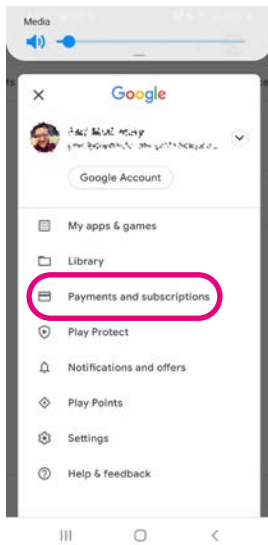 Media
Google
Google Account
My apps & games
Library
Payments and subscriptions
Play Protect
Notifications and offers
Play Points
Settings
Help & feedback